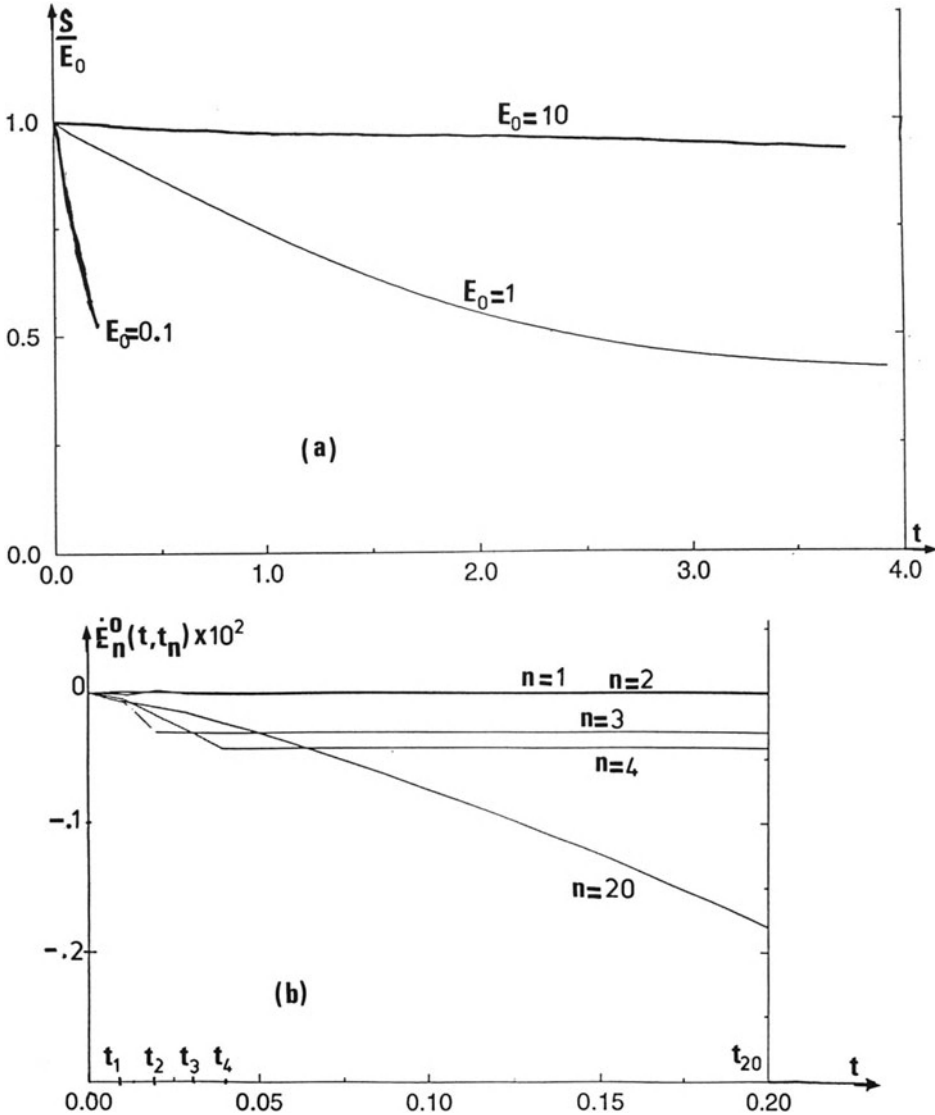 Ṡ
E₀
1.0
E₀=10
E₀=1
0.5
E₀=0.1
(a)
0.0
t
0.0 1.0 2.0 3.0 4.0
Ė⁰ₙ(t,tₙ)x10²
0
n=1 n=2
n=3
n=4
-.1
n=20
-.2
(b)
t₁ t₂ t₃ t₄ t₂₀ t
0.00 0.05 0.10 0.15 0.20